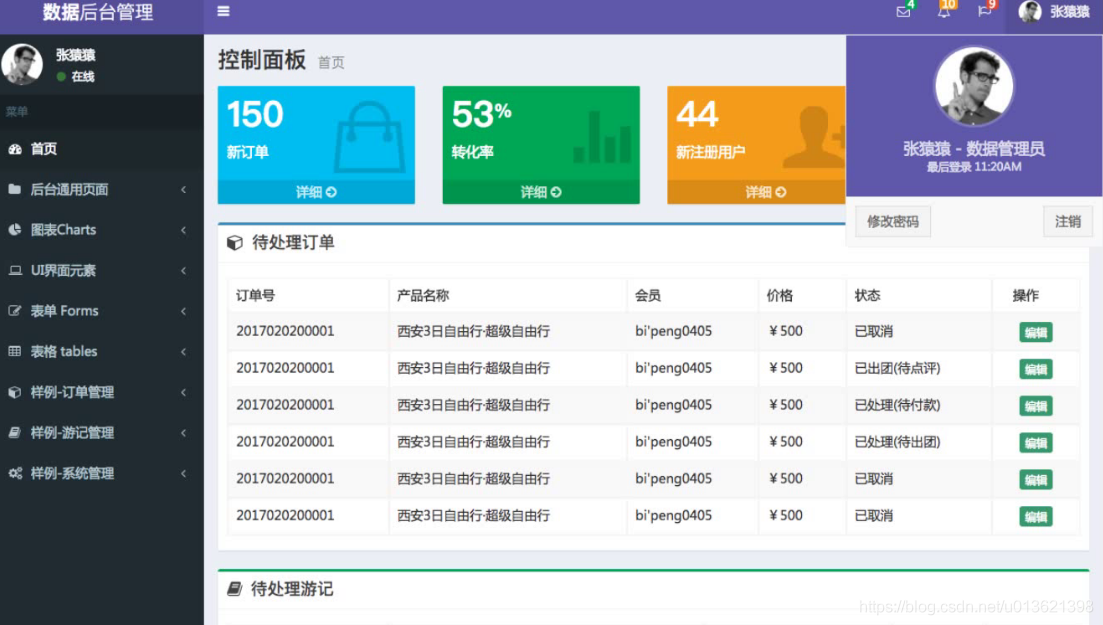 数据后台管理
4
10
9
张猿猿
张猿猿
在线
菜单
首页
后台通用页面
图表Charts
UI界面元素
表单 Forms
表格 tables
样例-订单管理
样例-游记管理
样例-系统管理
控制面板 首页
150
新订单
详细
53%
转化率
详细
44
新注册用户
详细
张猿猿 - 数据管理员
最后登录 11:20AM
修改密码 注销
待处理订单
订单号 产品名称 会员 价格 状态 操作
2017020200001 西安3日自由行·超级自由行 bi'peng0405 ¥ 500 已取消 编辑
2017020200001 西安3日自由行·超级自由行 bi'peng0405 ¥ 500 已出团(待点评) 编辑
2017020200001 西安3日自由行·超级自由行 bi'peng0405 ¥ 500 已处理(待付款) 编辑
2017020200001 西安3日自由行·超级自由行 bi'peng0405 ¥ 500 已处理(待出团) 编辑
2017020200001 西安3日自由行·超级自由行 bi'peng0405 ¥ 500 已取消 编辑
2017020200001 西安3日自由行·超级自由行 bi'peng0405 ¥ 500 已取消 编辑
待处理游记
https://blog.csdn.net/u013621398